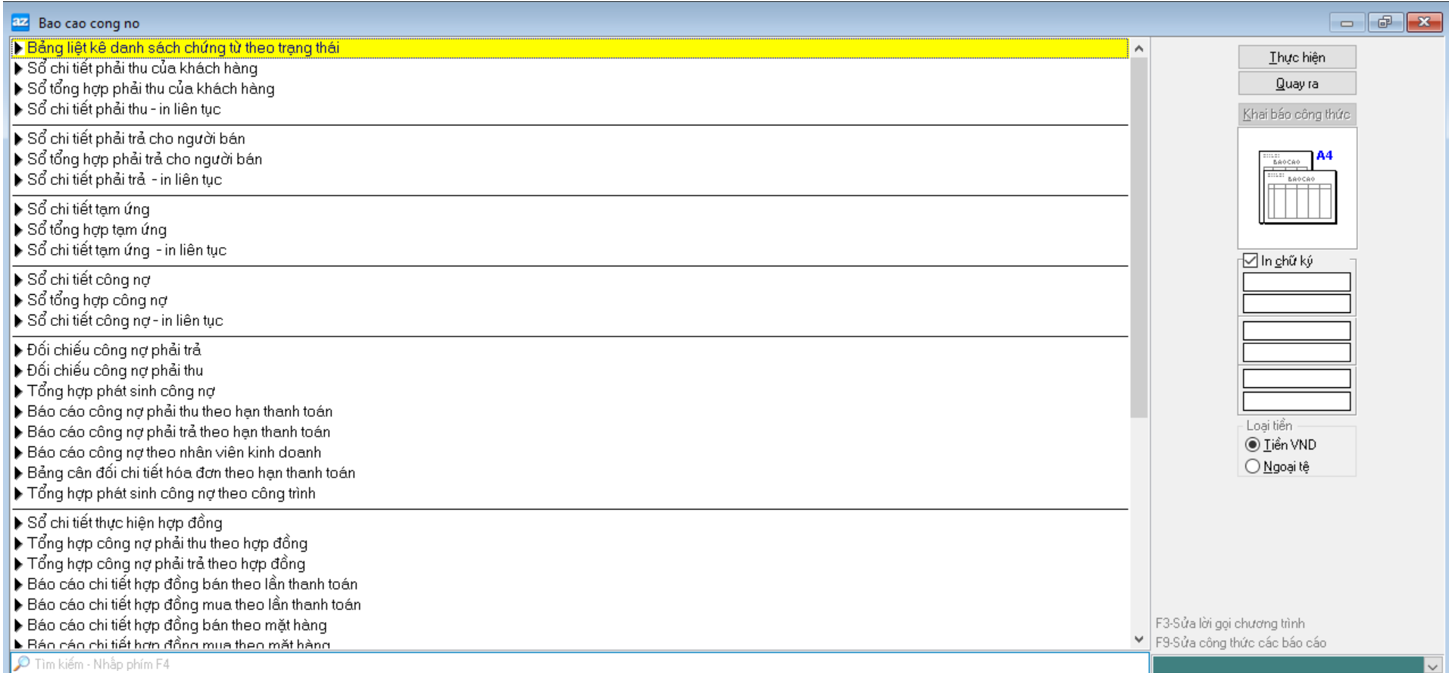 az Bao cao cong no
Bảng liệt kê danh sách chứng từ theo trạng thái
Sổ chi tiết phải thu của khách hàng
Sổ tổng hợp phải thu của khách hàng
Sổ chi tiết phải thu - in liên tục
Sổ chi tiết phải trả cho người bán
Sổ tổng hợp phải trả cho người bán
Sổ chi tiết phải trả - in liên tục
Sổ chi tiết tạm ứng
Sổ tổng hợp tạm ứng
Sổ chi tiết tạm ứng - in liên tục
Sổ chi tiết công nợ
Sổ tổng hợp công nợ
Sổ chi tiết công nợ - in liên tục
Đối chiếu công nợ phải trả
Đối chiếu công nợ phải thu
Tổng hợp phát sinh công nợ
Báo cáo công nợ phải thu theo hạn thanh toán
Báo cáo công nợ phải trả theo hạn thanh toán
Báo cáo công nợ theo nhân viên kinh doanh
Bảng cân đối chi tiết hóa đơn theo hạn thanh toán
Tổng hợp phát sinh công nợ theo công trình
Sổ chi tiết thực hiện hợp đồng
Tổng hợp công nợ phải thu theo hợp đồng
Tổng hợp công nợ phải trả theo hợp đồng
Báo cáo chi tiết hợp đồng bán theo lần thanh toán
Báo cáo chi tiết hợp đồng mua theo lần thanh toán
Báo cáo chi tiết hợp đồng bán theo mặt hàng
Báo cáo chi tiết hợp đồng mua theo mặt hàng
Tìm kiếm - Nhập phím F4
Thực hiện
Quay ra
Khai báo công thức
BAOCAO A4
BAOCAO
In chữ ký
Loại tiền
Tiền VND
Ngoại tệ
F3-Sửa lời gọi chương trình
F9-Sửa công thức các báo cáo